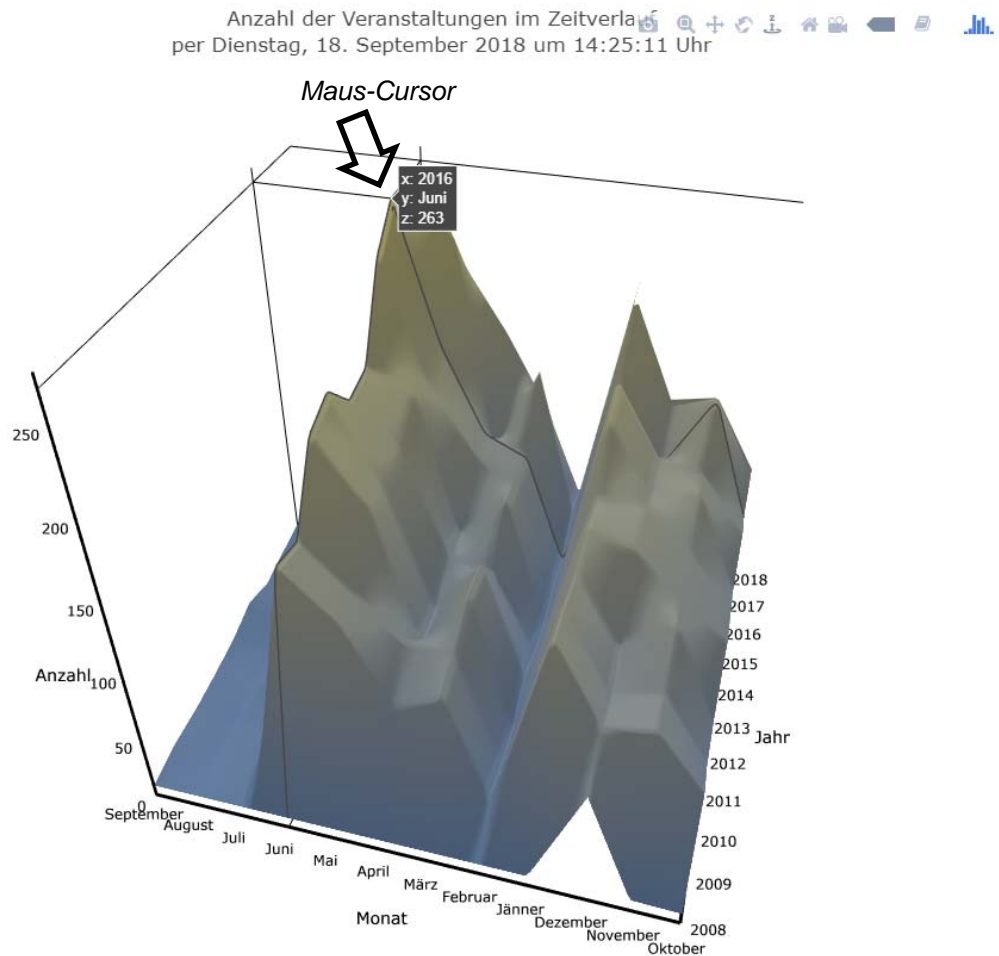 Anzahl der Veranstaltungen im Zeitverlauf
per Dienstag, 18. September 2018 um 14:25:11 Uhr
Maus-Cursor
x: 2016
y: Juni
z: 263
250
200
150
Anzahl
100
50
0
September
August
Juli
Juni
Mai
April
März
Februar
Jänner
Dezember
November
Oktober
Monat
2018
2017
2016
2015
2014
2013
Jahr
2012
2011
2010
2009
2008